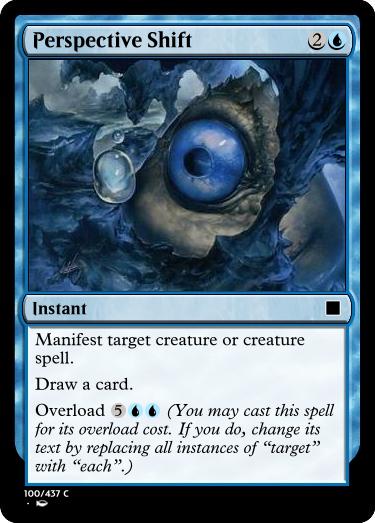 Perspective Shift 2
Instant
Manifest target creature or creature
spell.
Draw a card.
Overload 5 (You may cast this spell
for its overload cost. If you do, change its
text by replacing all instances of “target”
with “each”.)
100/437 C